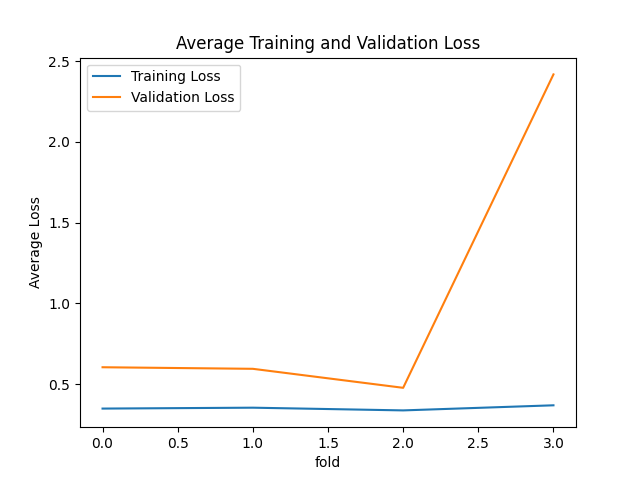 Average Training and Validation Loss
2.5
2.0
1.5
1.0
0.5
Average Loss
Training Loss
Validation Loss
0.0 0.5 1.0 1.5 2.0 2.5 3.0
fold